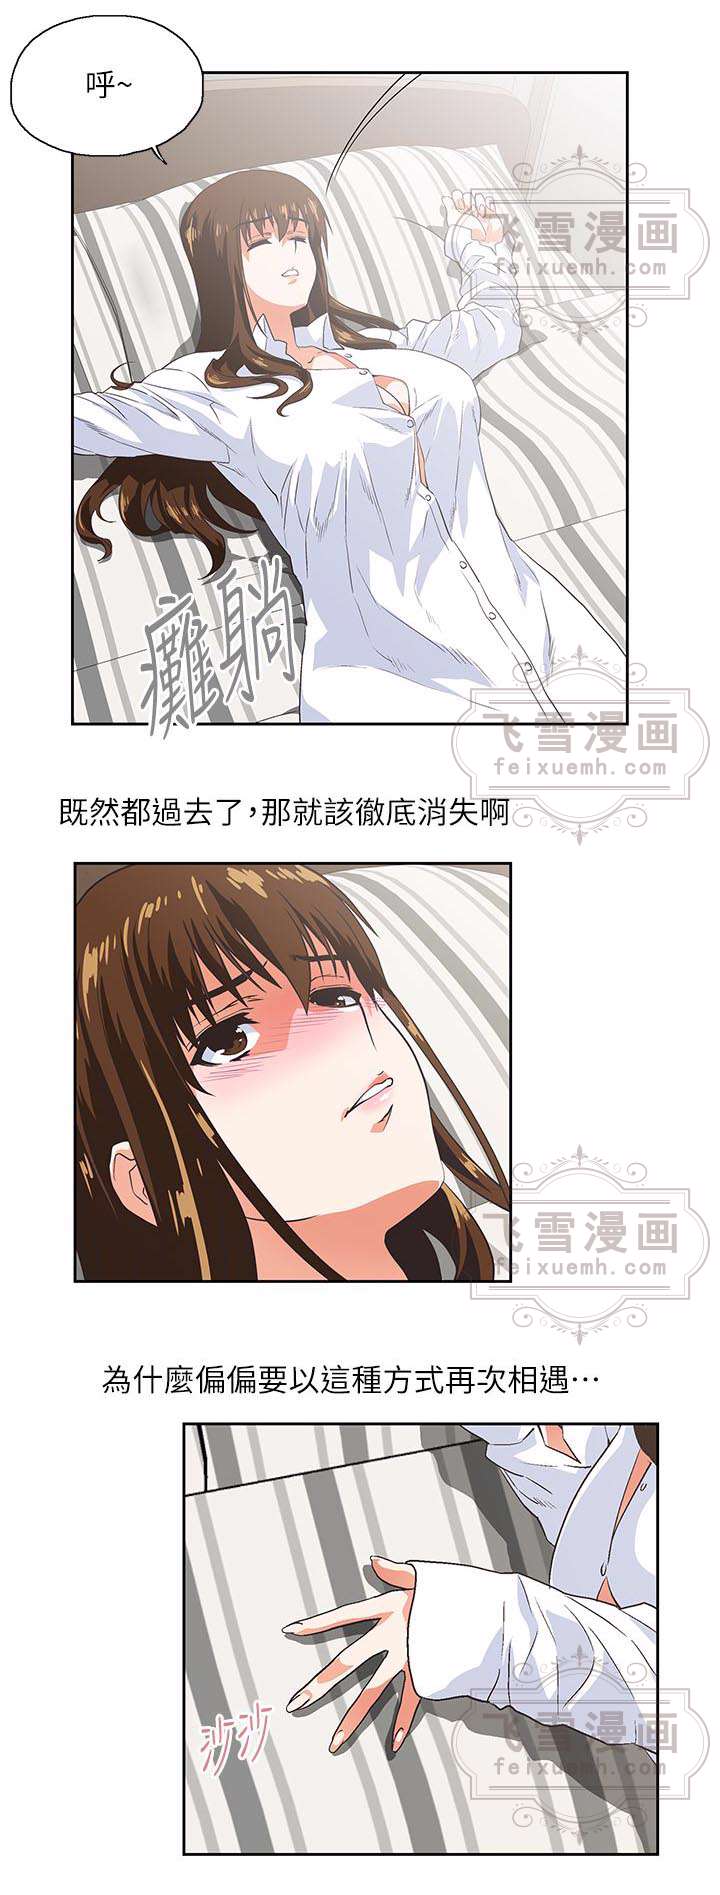 呼~
飞雪漫画
feixuemh.com
癱躺
飞雪漫画
feixuemh.com
既然都過去了,那就該徹底消失啊
飞雪漫画
feixuemh.com
為什麼偏偏要以這種方式再次相遇…
沙沙
飞雪漫画
feixuemh.com